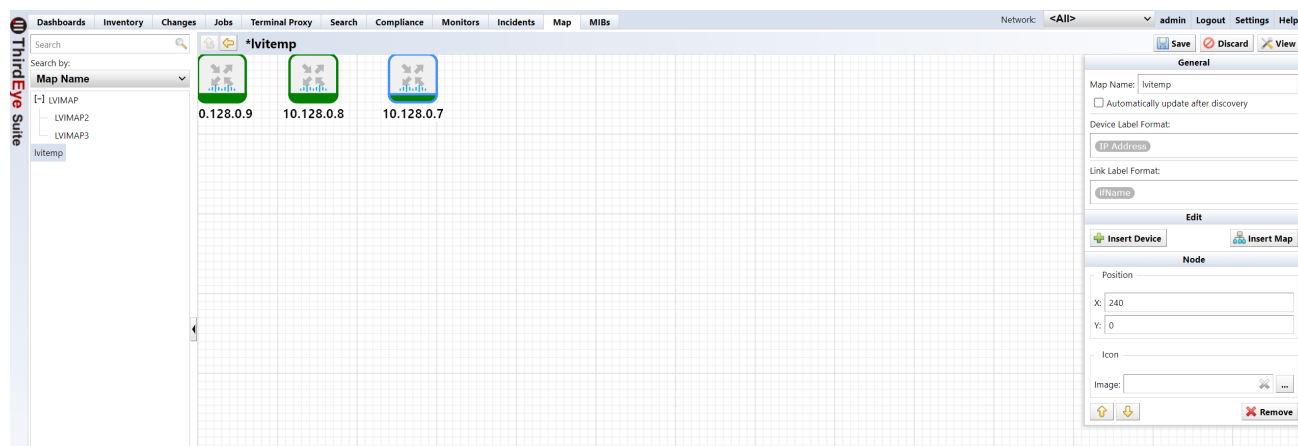 Dashboards Inventory Changes Jobs Terminal Proxy Search Compliance Monitors Incidents Map MIBs Network: <All> admin Logout Settings Help
ThirdEye Suite
Search
Search by:
Map Name
[-] LVIMAP
LVIMAP2
LVIMAP3
lvitemp
*lvitemp
Save Discard View
0.128.0.9 10.128.0.8 10.128.0.7
General
Map Name: lvitemp
Automatically update after discovery
Device Label Format:
IP Address
Link Label Format:
ifName
Edit
Insert Device Insert Map
Node
Position
X: 240
Y: 0
Icon
Image: ...
Remove